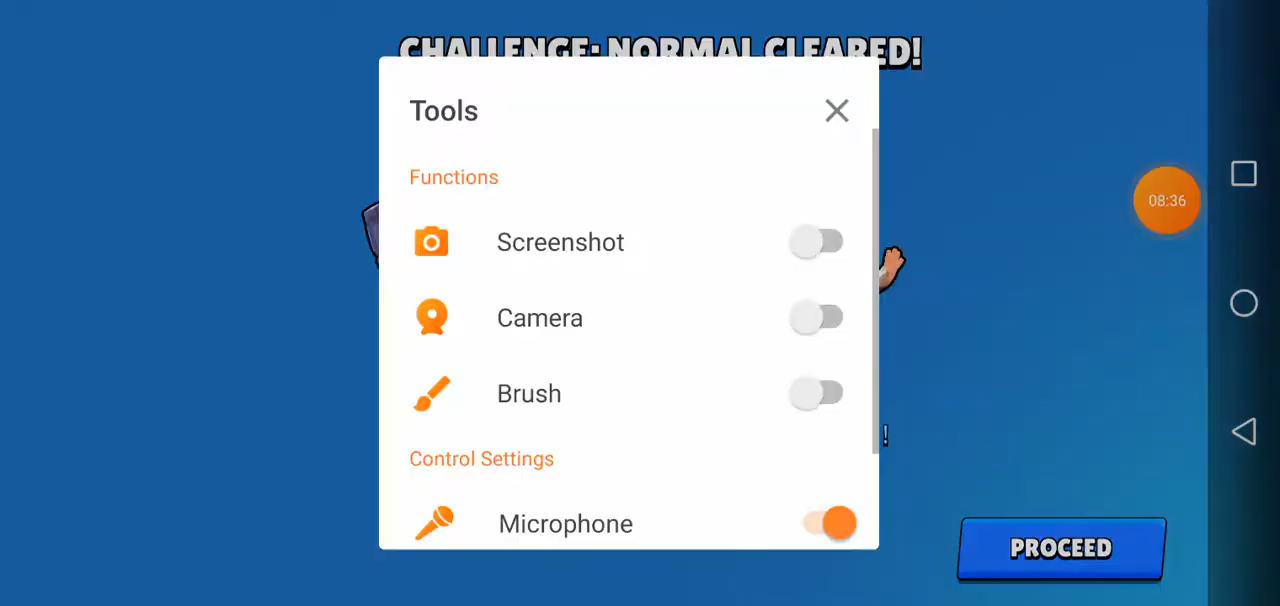 CHALLENGE: NORMAL CLEARED!
Tools
Functions
08:36
Screenshot
Camera
Brush
!
Control Settings
Microphone
PROCEED